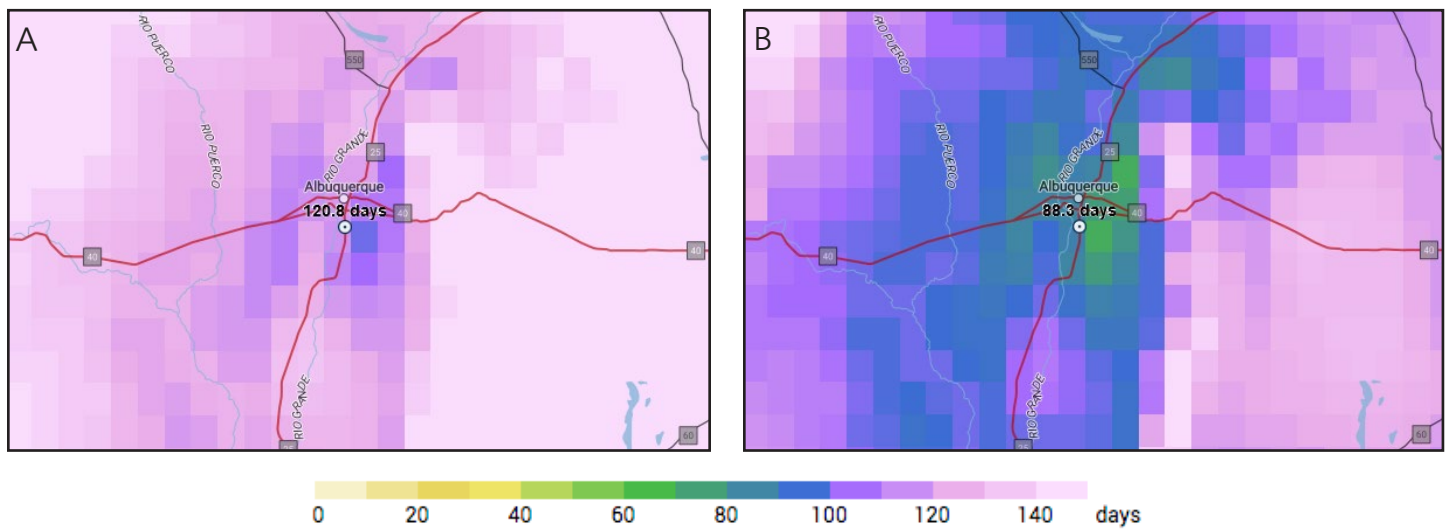 A
RIO PUERCO
550
RIO PUERCO
RIO GRANDE
25
Albuquerque
120.8 days
40
40
40
RIO GRANDE
60
B
RIO PUERCO
550
RIO PUERCO
RIO GRANDE
25
Albuquerque
88.3 days
40
40
40
RIO GRANDE
60
0 20 40 60 80 100 120 140 days